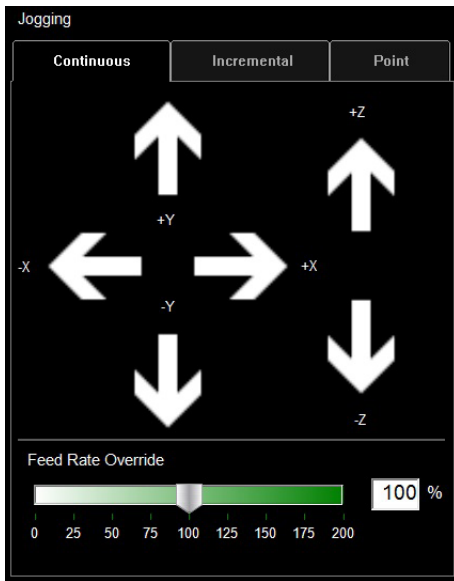 Jogging
Continuous Incremental Point
+Z
+Y
-X +X
-Y
-Z
Feed Rate Override
100 %
0 25 50 75 100 125 150 175 200